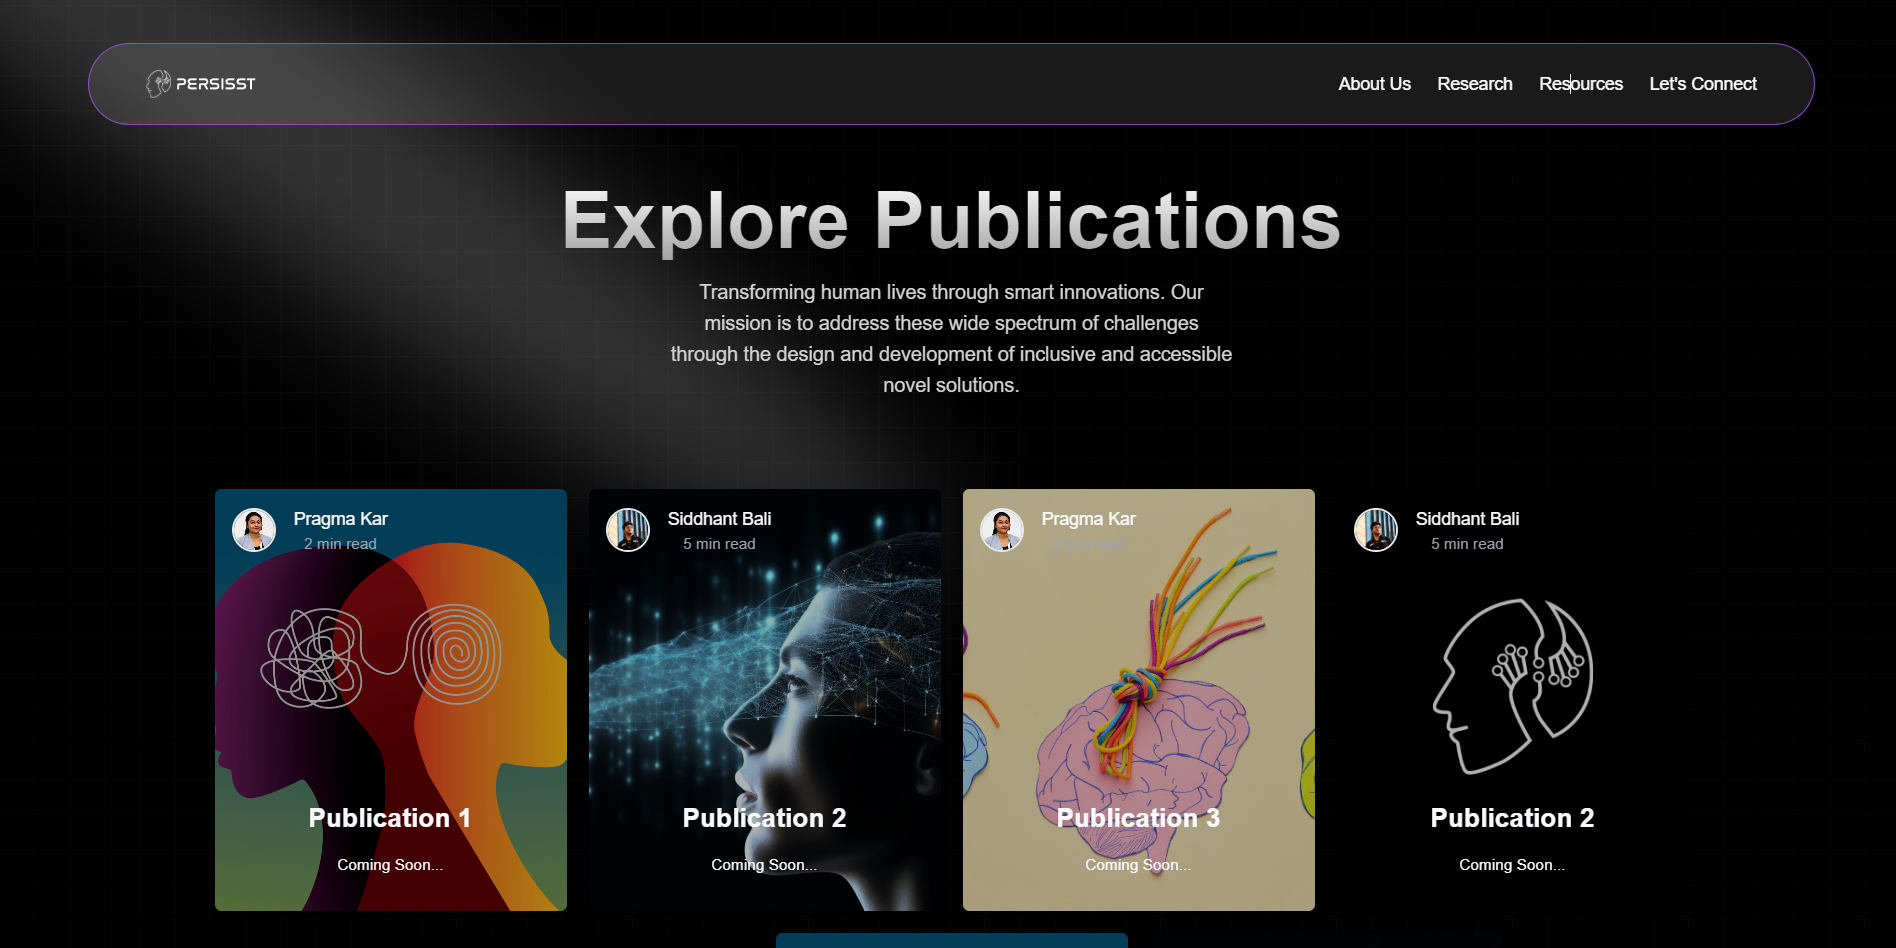 PERSISST
About Us
Research
Resources
Let's Connect
Explore Publications
Transforming human lives through smart innovations. Our
mission is to address these wide spectrum of challenges
through the design and development of inclusive and accessible
novel solutions.
Pragma Kar
2 min read
Publication 1
Coming Soon...
Siddhant Bali
5 min read
Publication 2
Coming Soon...
Pragma Kar
min read
Publication 3
Coming Soon...
Siddhant Bali
5 min read
Publication 2
Coming Soon...